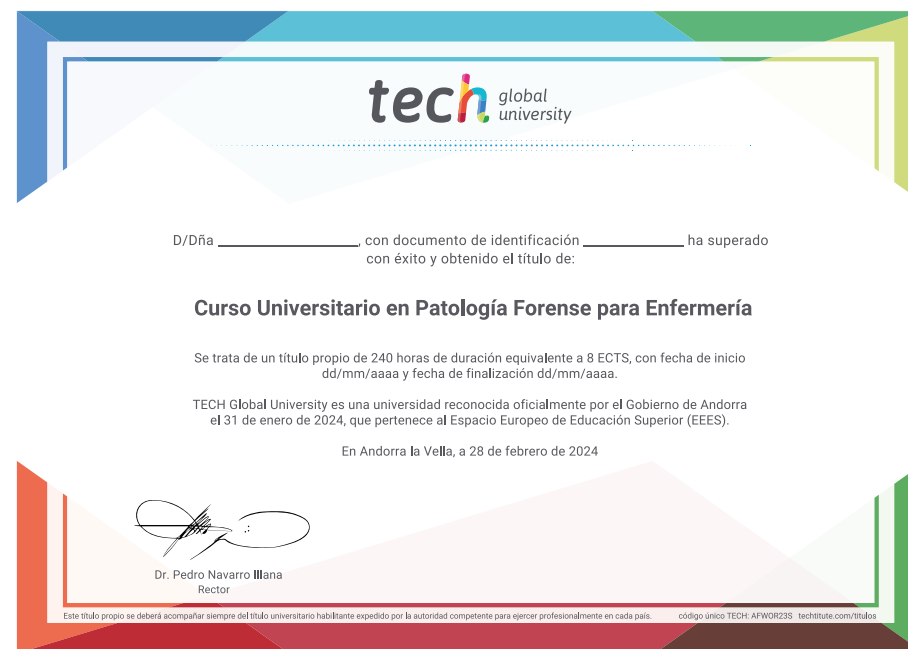 tech global university
D/Dña ____________________, con documento de identificación ______________ ha superado
con éxito y obtenido el título de:
Curso Universitario en Patología Forense para Enfermería
Se trata de un título propio de 240 horas de duración equivalente a 8 ECTS, con fecha de inicio
dd/mm/aaaa y fecha de finalización dd/mm/aaaa.
TECH Global University es una universidad reconocida oficialmente por el Gobierno de Andorra
el 31 de enero de 2024, que pertenece al Espacio Europeo de Educación Superior (EEES).
En Andorra la Vella, a 28 de febrero de 2024
Dr. Pedro Navarro Illana
Rector
Este título propio se deberá acompañar siempre del título universitario habilitante expedido por la autoridad competente para ejercer profesionalmente en cada país. código único TECH: AFWOR23S techtitute.com/titulos